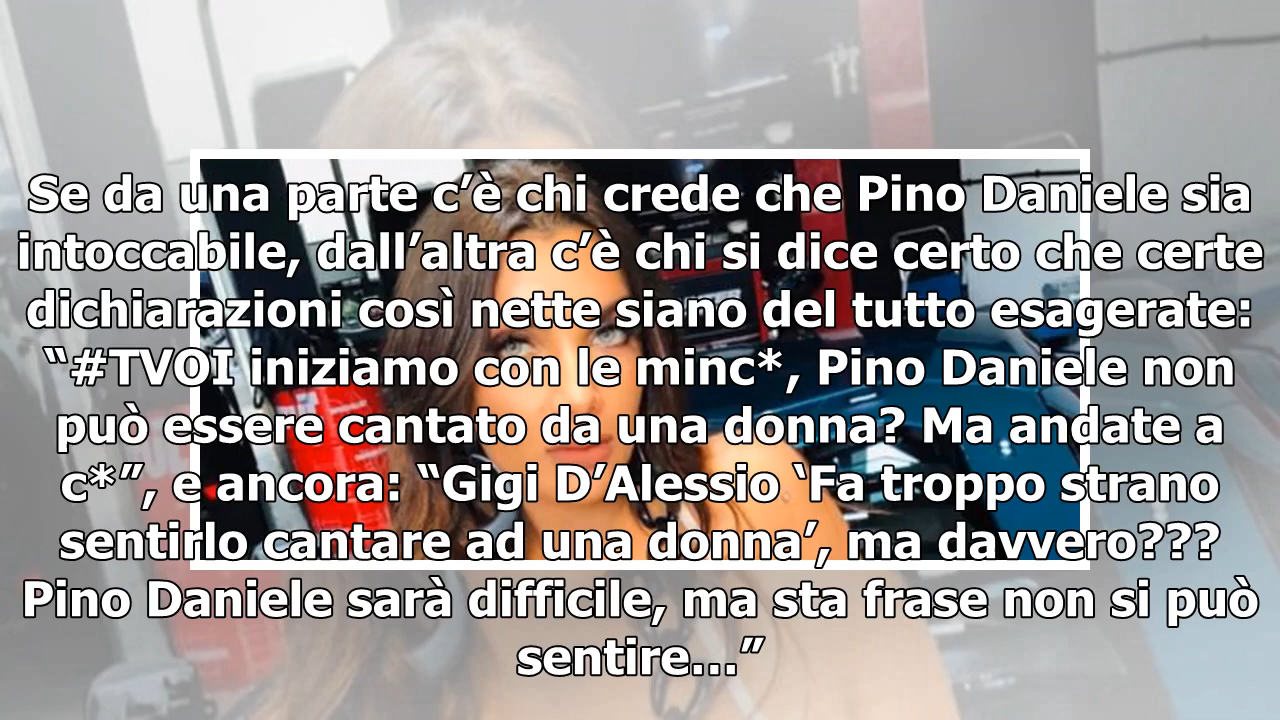 Se da una parte c’è chi crede che Pino Daniele sia
intoccabile, dall’altra c’è chi si dice certo che certe
dichiarazioni così nette siano del tutto esagerate:
“#TVOI iniziamo con le minc*, Pino Daniele non
può essere cantato da una donna? Ma andate a
c*”, e ancora: “Gigi D’Alessio ‘Fa troppo strano
sentirlo cantare ad una donna’, ma davvero???
Pino Daniele sarà difficile, ma sta frase non si può
sentire…”